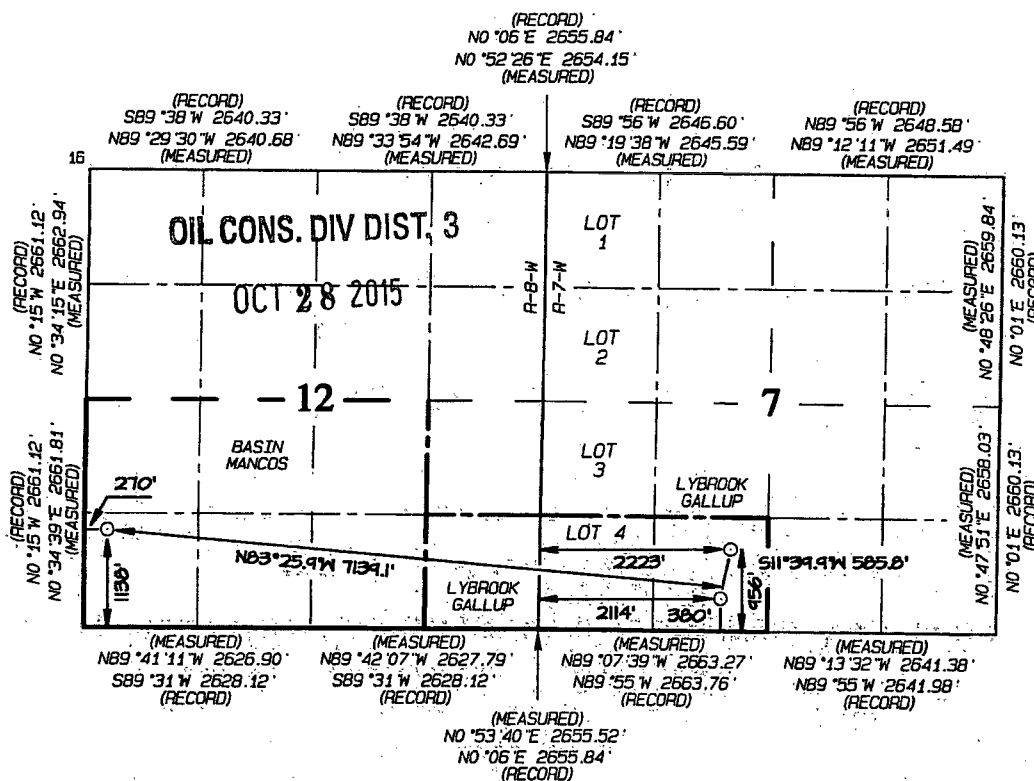 (RECORD)
N0°06'E 2655.84'
N0°52'26"E 2654.15'
(MEASURED)
(RECORD)
S89°38'W 2640.33'
N89°29'30"W 2640.68'
(MEASURED)
(RECORD)
S89°38'W 2640.33'
N89°33'54"W 2642.69'
(MEASURED)
(RECORD)
S89°56'W 2646.60'
N89°19'38"W 2645.59'
(MEASURED)
(RECORD)
N89°56'W 2648.58'
N89°12'11"W 2651.49'
(MEASURED)
16
(RECORD)
N0°15'W 2661.12'
N0°34'15"E 2662.94'
(MEASURED)
OIL CONS. DIV DIST. 3
OCT 28 2015
R-8-W
R-7-W
LOT
1
LOT
2
(MEASURED)
N0°48'26"E 2659.84'
N0°01'E 2660.13'
(RECORD)
12
7
(RECORD)
N0°15'W 2661.12'
N0°34'39"E 2661.81'
(MEASURED)
BASIN
MANCOS
LOT
3
LYBROOK
GALLUP
(MEASURED)
N0°47'51"E 2658.03'
N0°01'E 2660.13'
(RECORD)
270'
1138'
N83°25.9'W 7139.1'
LOT 4
2223'
S11°39.9'W 585.8'
956'
LYBROOK
GALLUP
2114'
380'
(MEASURED)
N89°41'11"W 2626.90'
S89°31'W 2628.12'
(RECORD)
(MEASURED)
N89°42'07"W 2627.79'
S89°31'W 2628.12'
(RECORD)
(MEASURED)
N89°07'39"W 2663.27'
N89°55'W 2663.76'
(RECORD)
(MEASURED)
N89°13'32"W 2641.38'
N89°55'W 2641.98'
(RECORD)
(MEASURED)
N0°53'40"E 2655.52'
N0°06'E 2655.84'
(RECORD)